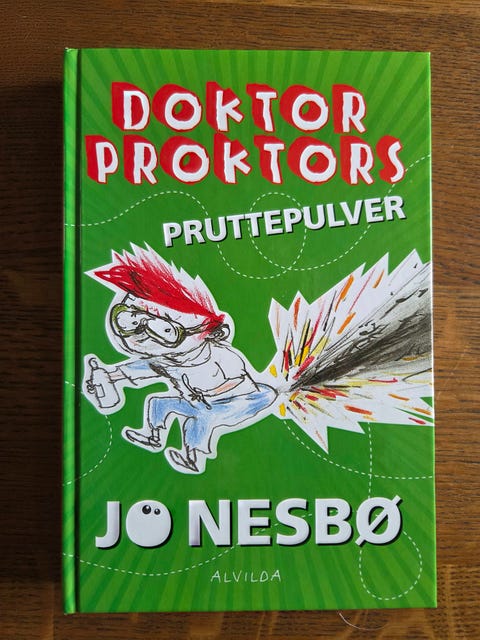 DOKTOR
PROKTORS
PRUTTEPULVER
JO NESBØ
ALVILDA